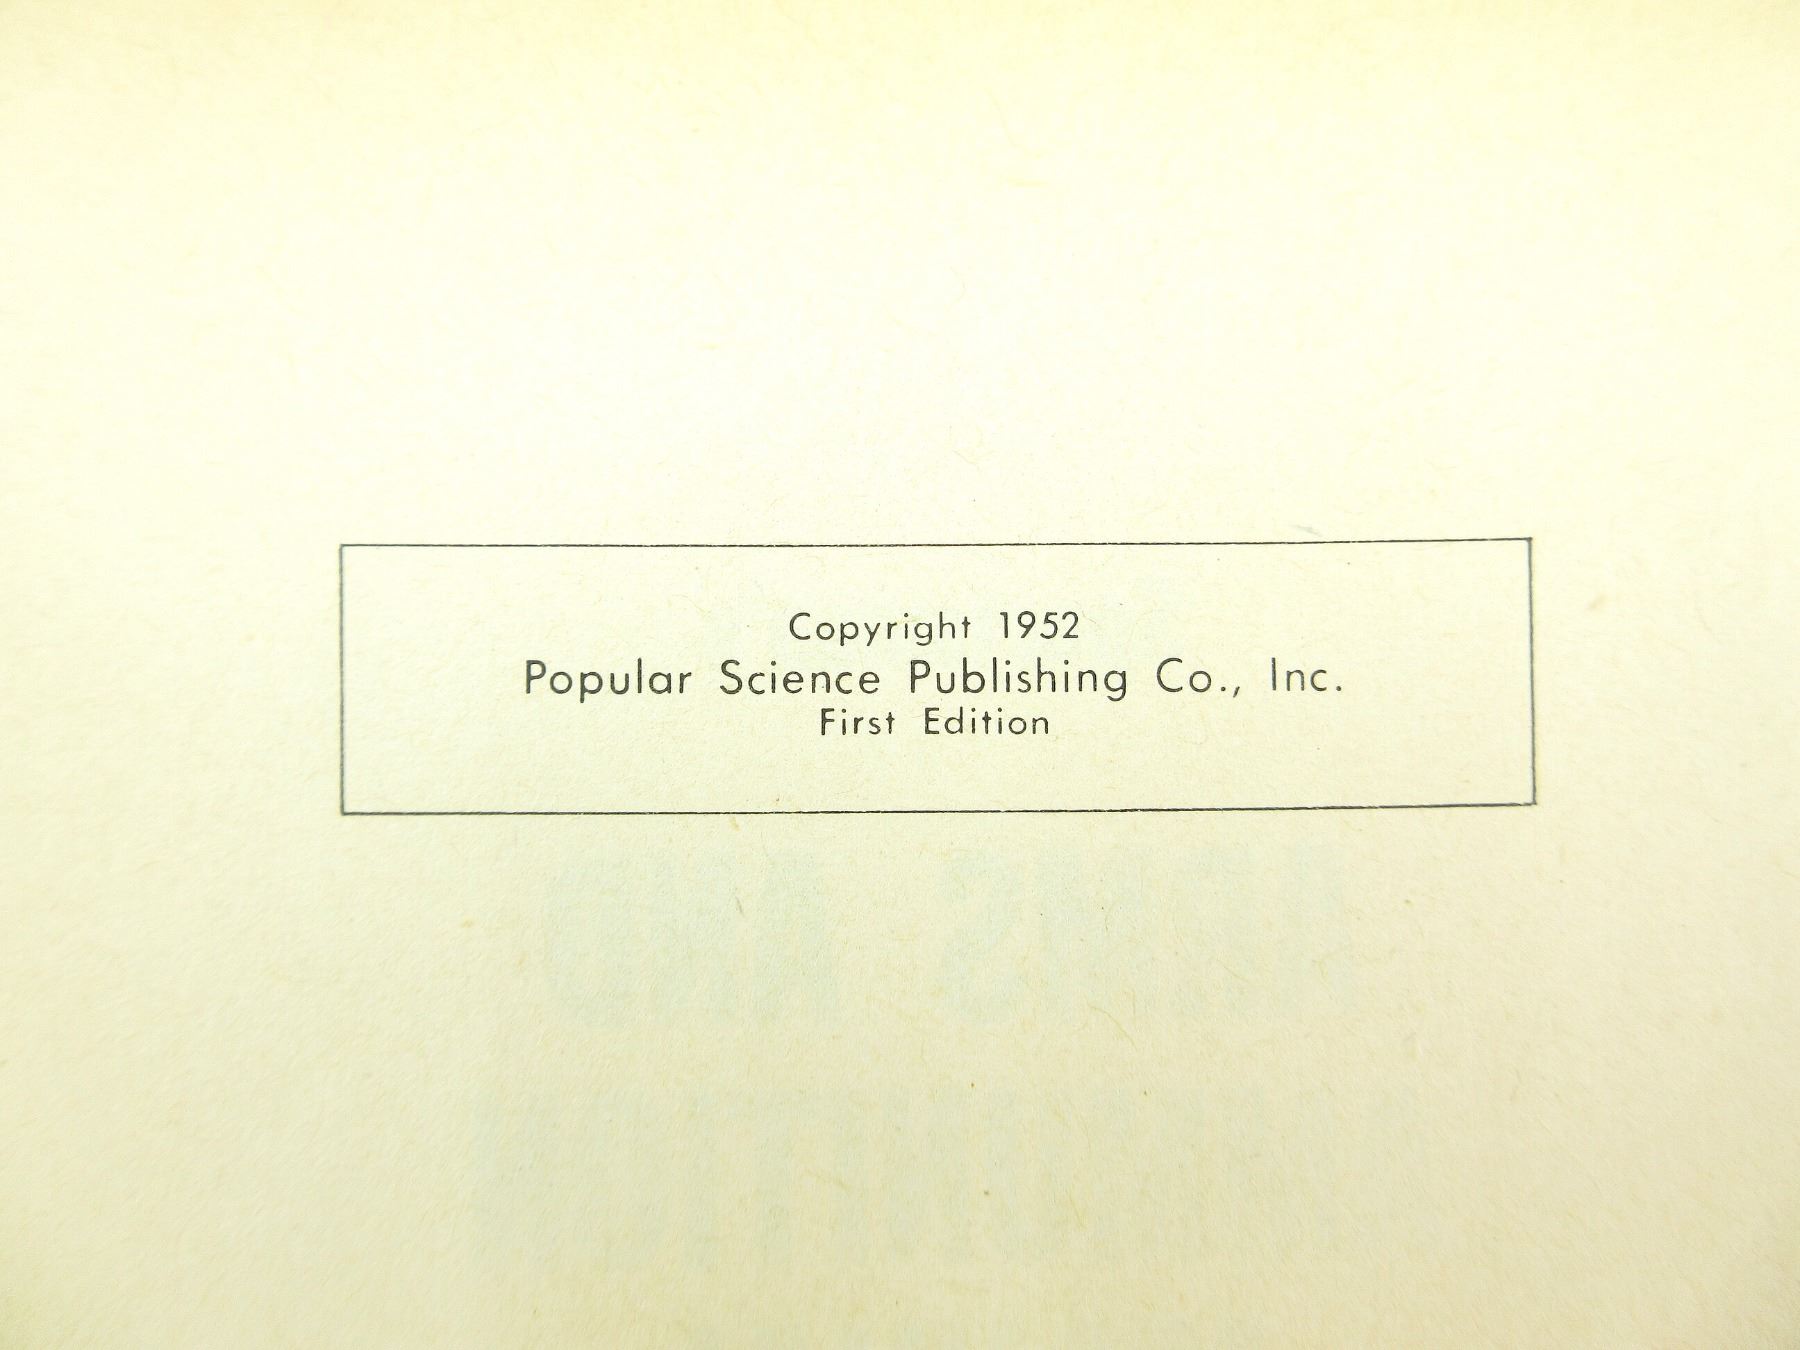 Copyright 1952
Popular Science Publishing Co., Inc.
First Edition